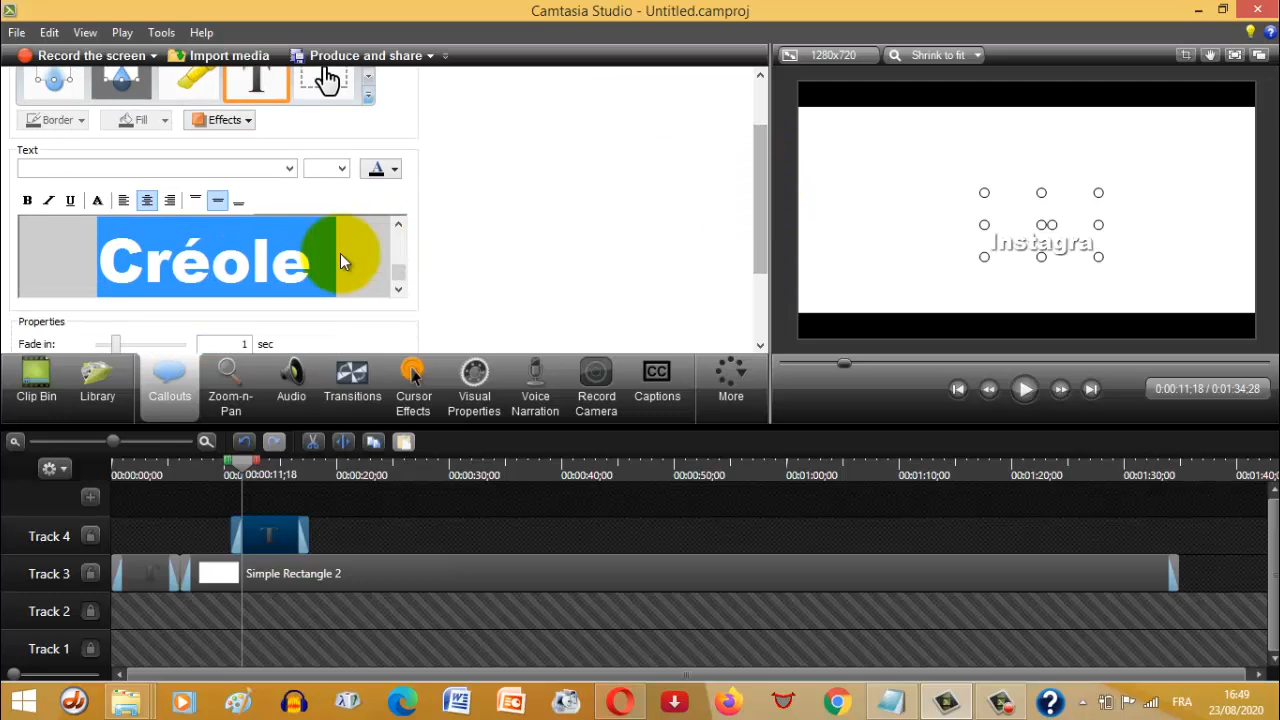 Camtasia Studio - Untitled.camproj
File Edit View Play Tools Help
Record the screen Import media Produce and share
1280x720 Shrink to fit
Border Fill Effects
Text
B I U A
Créole
Instagra
Properties
Fade in: 1 sec
Clip Bin Library Callouts Zoom-n-Pan Audio Transitions Cursor Effects Visual Properties Voice Narration Record Camera CC Captions More
0:00:11;18 / 0:01:34:28
00:00:00;00 00:00:11;18 00:00:20;00 00:00:30;00 00:00:40;00 00:00:50;00 00:01:00;00 00:01:10;00 00:01:20;00 00:01:30;00
Track 4
Track 3 Simple Rectangle 2
Track 2
Track 1
FRA
16:49
23/08/2020